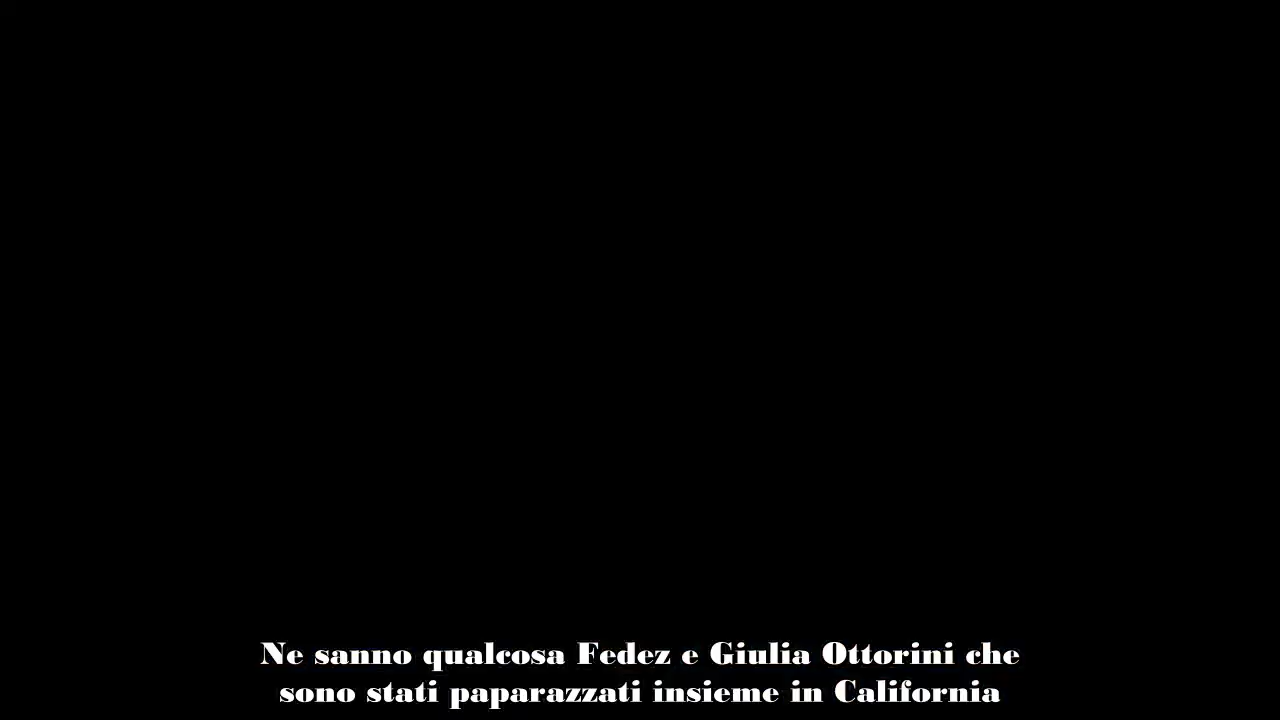 Ne sanno qualcosa Fedez e Giulia Ottorini che
sono stati paparazzati insieme in California